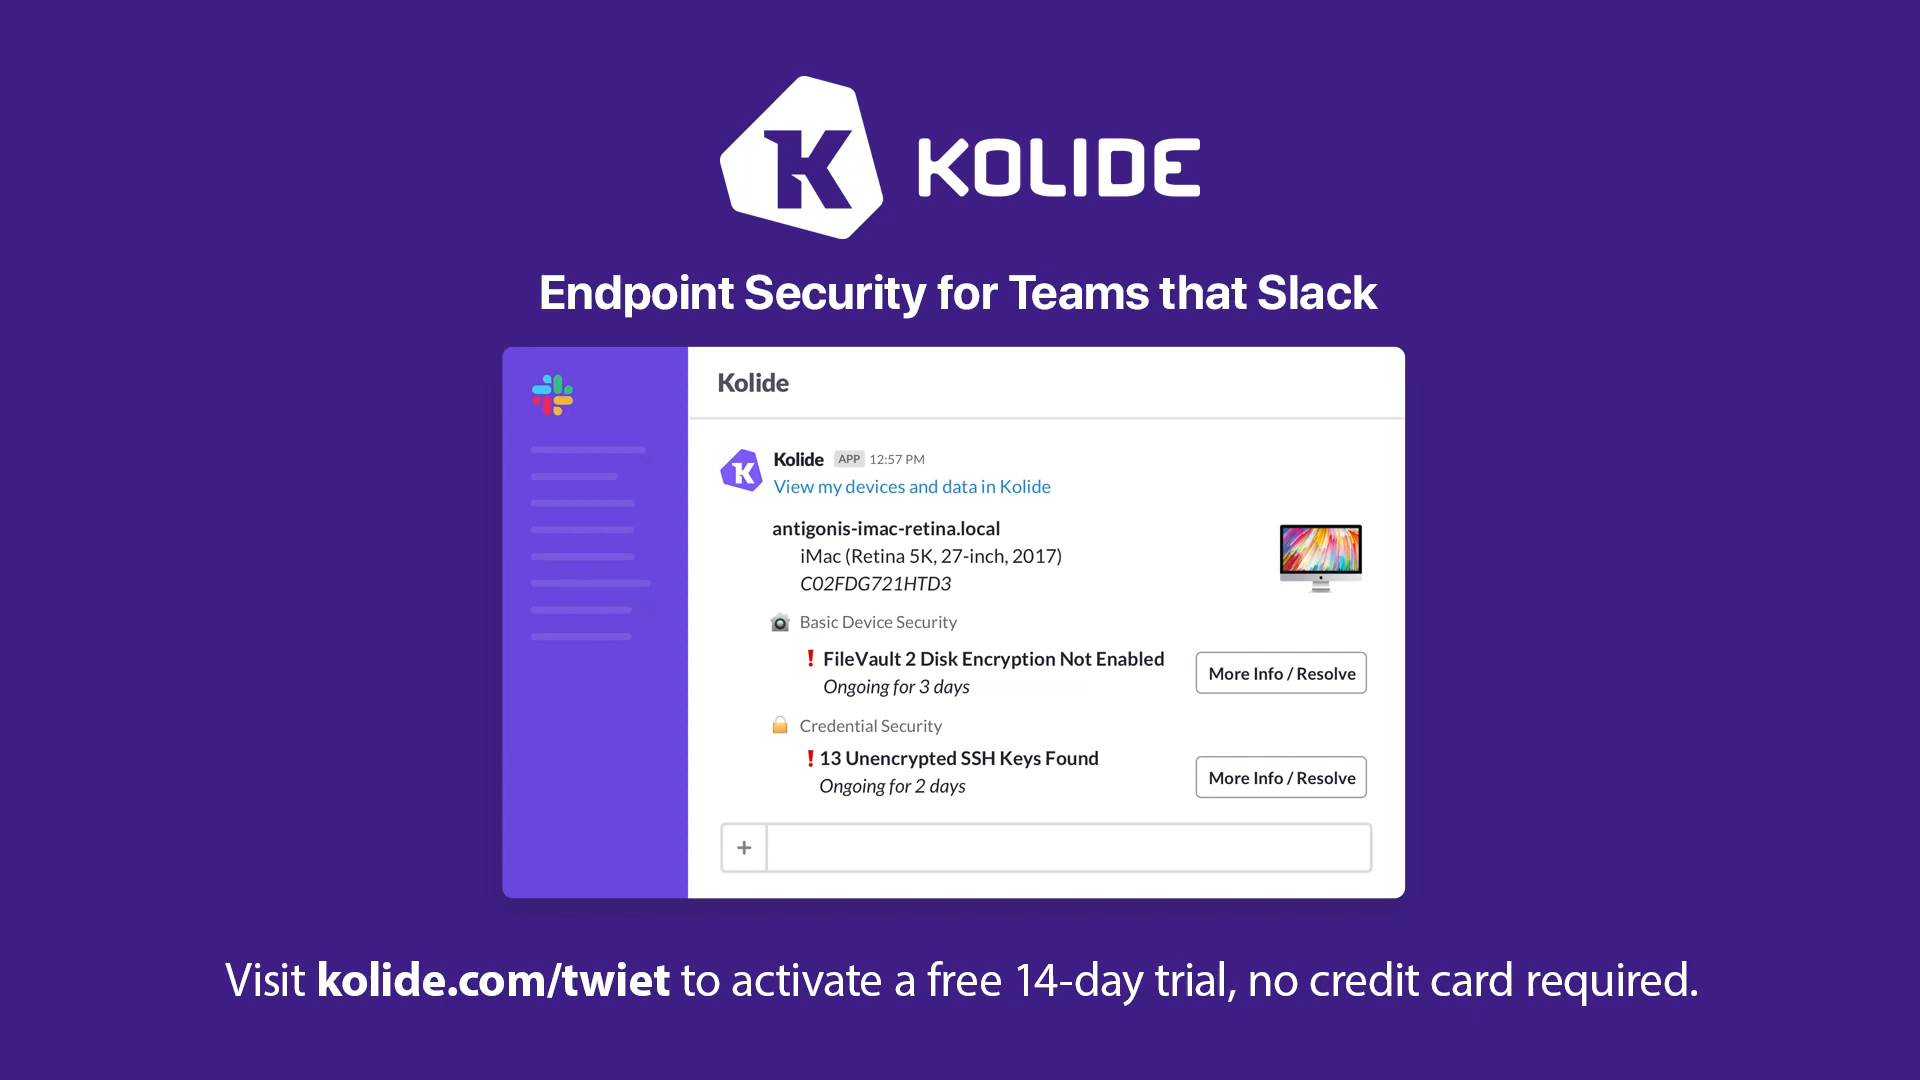 K KOLIDE
Endpoint Security for Teams that Slack
Kolide
K
Kolide APP 12:57 PM
View my devices and data in Kolide
antigonis-imac-retina.local
iMac (Retina 5K, 27-inch, 2017)
C02FDG721HTD3
Basic Device Security
FileVault 2 Disk Encryption Not Enabled
Ongoing for 3 days
More Info / Resolve
Credential Security
13 Unencrypted SSH Keys Found
Ongoing for 2 days
More Info / Resolve
+
Visit kolide.com/twiet to activate a free 14-day trial, no credit card required.